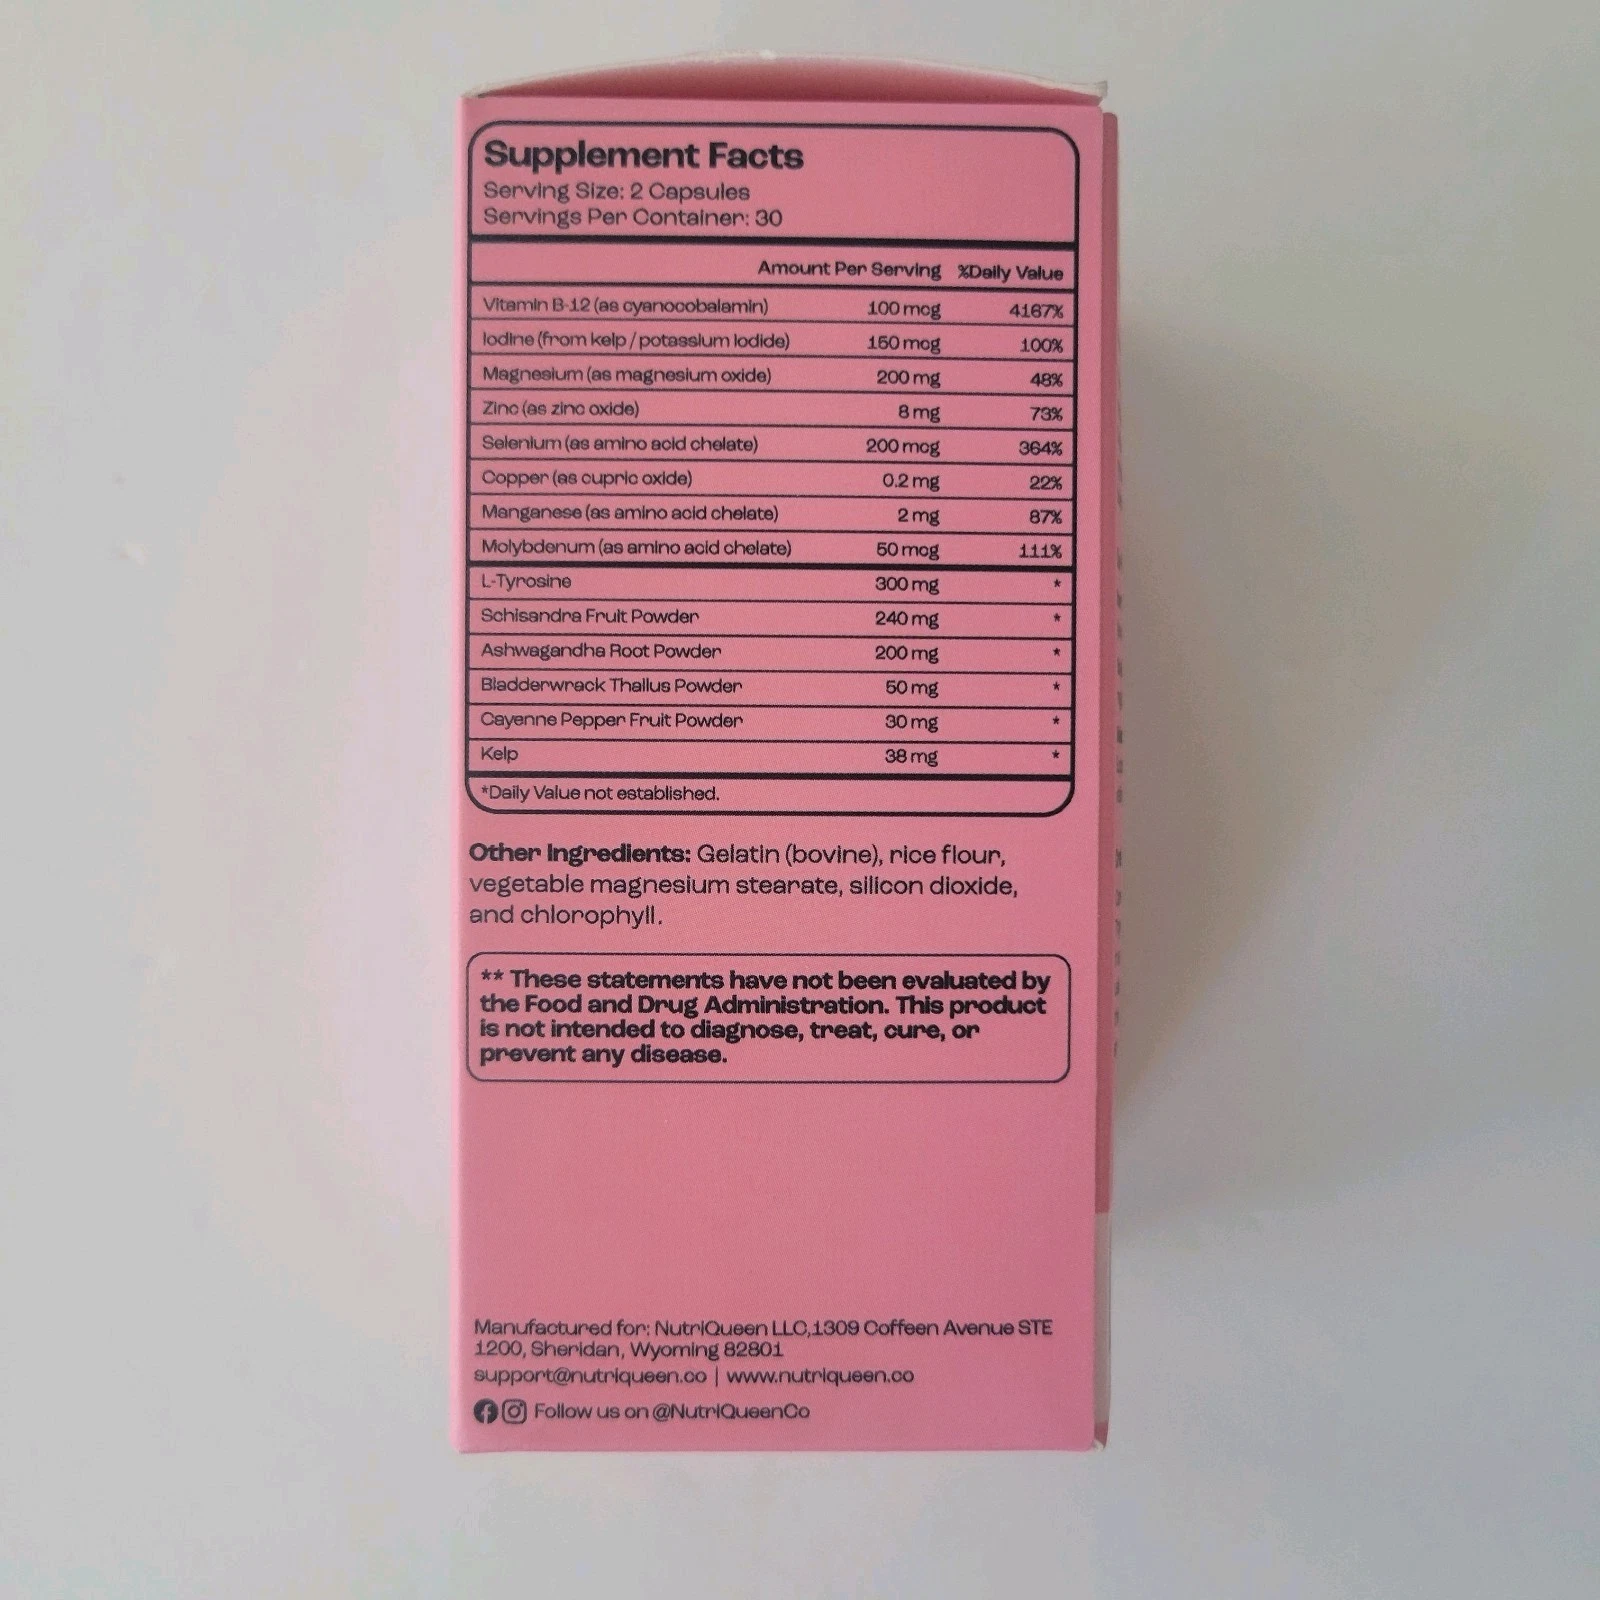 Supplement Facts
Serving Size: 2 Capsules
Servings Per Container: 30
Amount Per Serving %Daily Value
Vitamin B-12 (as cyanocobalamin) 100 mcg 4167%
Iodine (from kelp / potassium iodide) 150 mcg 100%
Magnesium (as magnesium oxide) 200 mg 48%
Zinc (as zinc oxide) 8 mg 73%
Selenium (as amino acid chelate) 200 mcg 364%
Copper (as cupric oxide) 0.2 mg 22%
Manganese (as amino acid chelate) 2 mg 87%
Molybdenum (as amino acid chelate) 50 mcg 111%
L-Tyrosine 300 mg *
Schisandra Fruit Powder 240 mg *
Ashwagandha Root Powder 200 mg *
Bladderwrack Thallus Powder 50 mg *
Cayenne Pepper Fruit Powder 30 mg *
Kelp 38 mg *
*Daily Value not established.
Other Ingredients: Gelatin (bovine), rice flour,
vegetable magnesium stearate, silicon dioxide,
and chlorophyll.
** These statements have not been evaluated by
the Food and Drug Administration. This product
is not intended to diagnose, treat, cure, or
prevent any disease.
Manufactured for: NutriQueen LLC,1309 Coffeen Avenue STE
1200, Sheridan, Wyoming 82801
support@nutriqueen.co | www.nutriqueen.co
Follow us on @NutriQueenCo